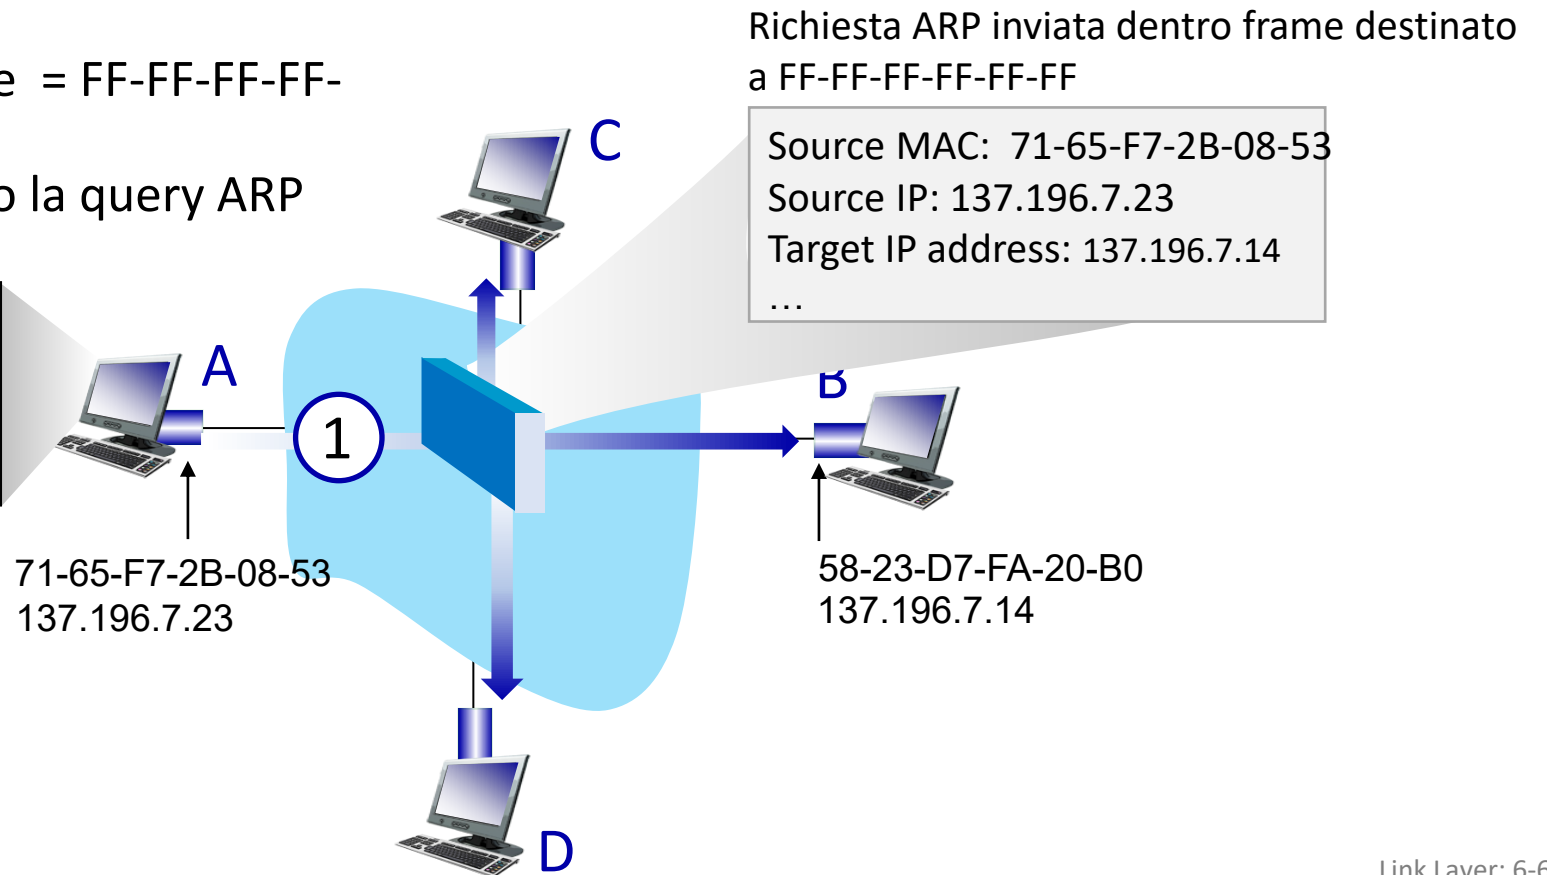 Richiesta ARP inviata dentro frame destinato
a FF-FF-FF-FF-FF-FF
= FF-FF-FF-FF-
la query ARP
Source MAC: 71-65-F7-2B-08-53
Source IP: 137.196.7.23
Target IP address: 137.196.7.14
…
C
A
B
1
71-65-F7-2B-08-53
137.196.7.23
58-23-D7-FA-20-B0
137.196.7.14
D
Link Layer: 6-6